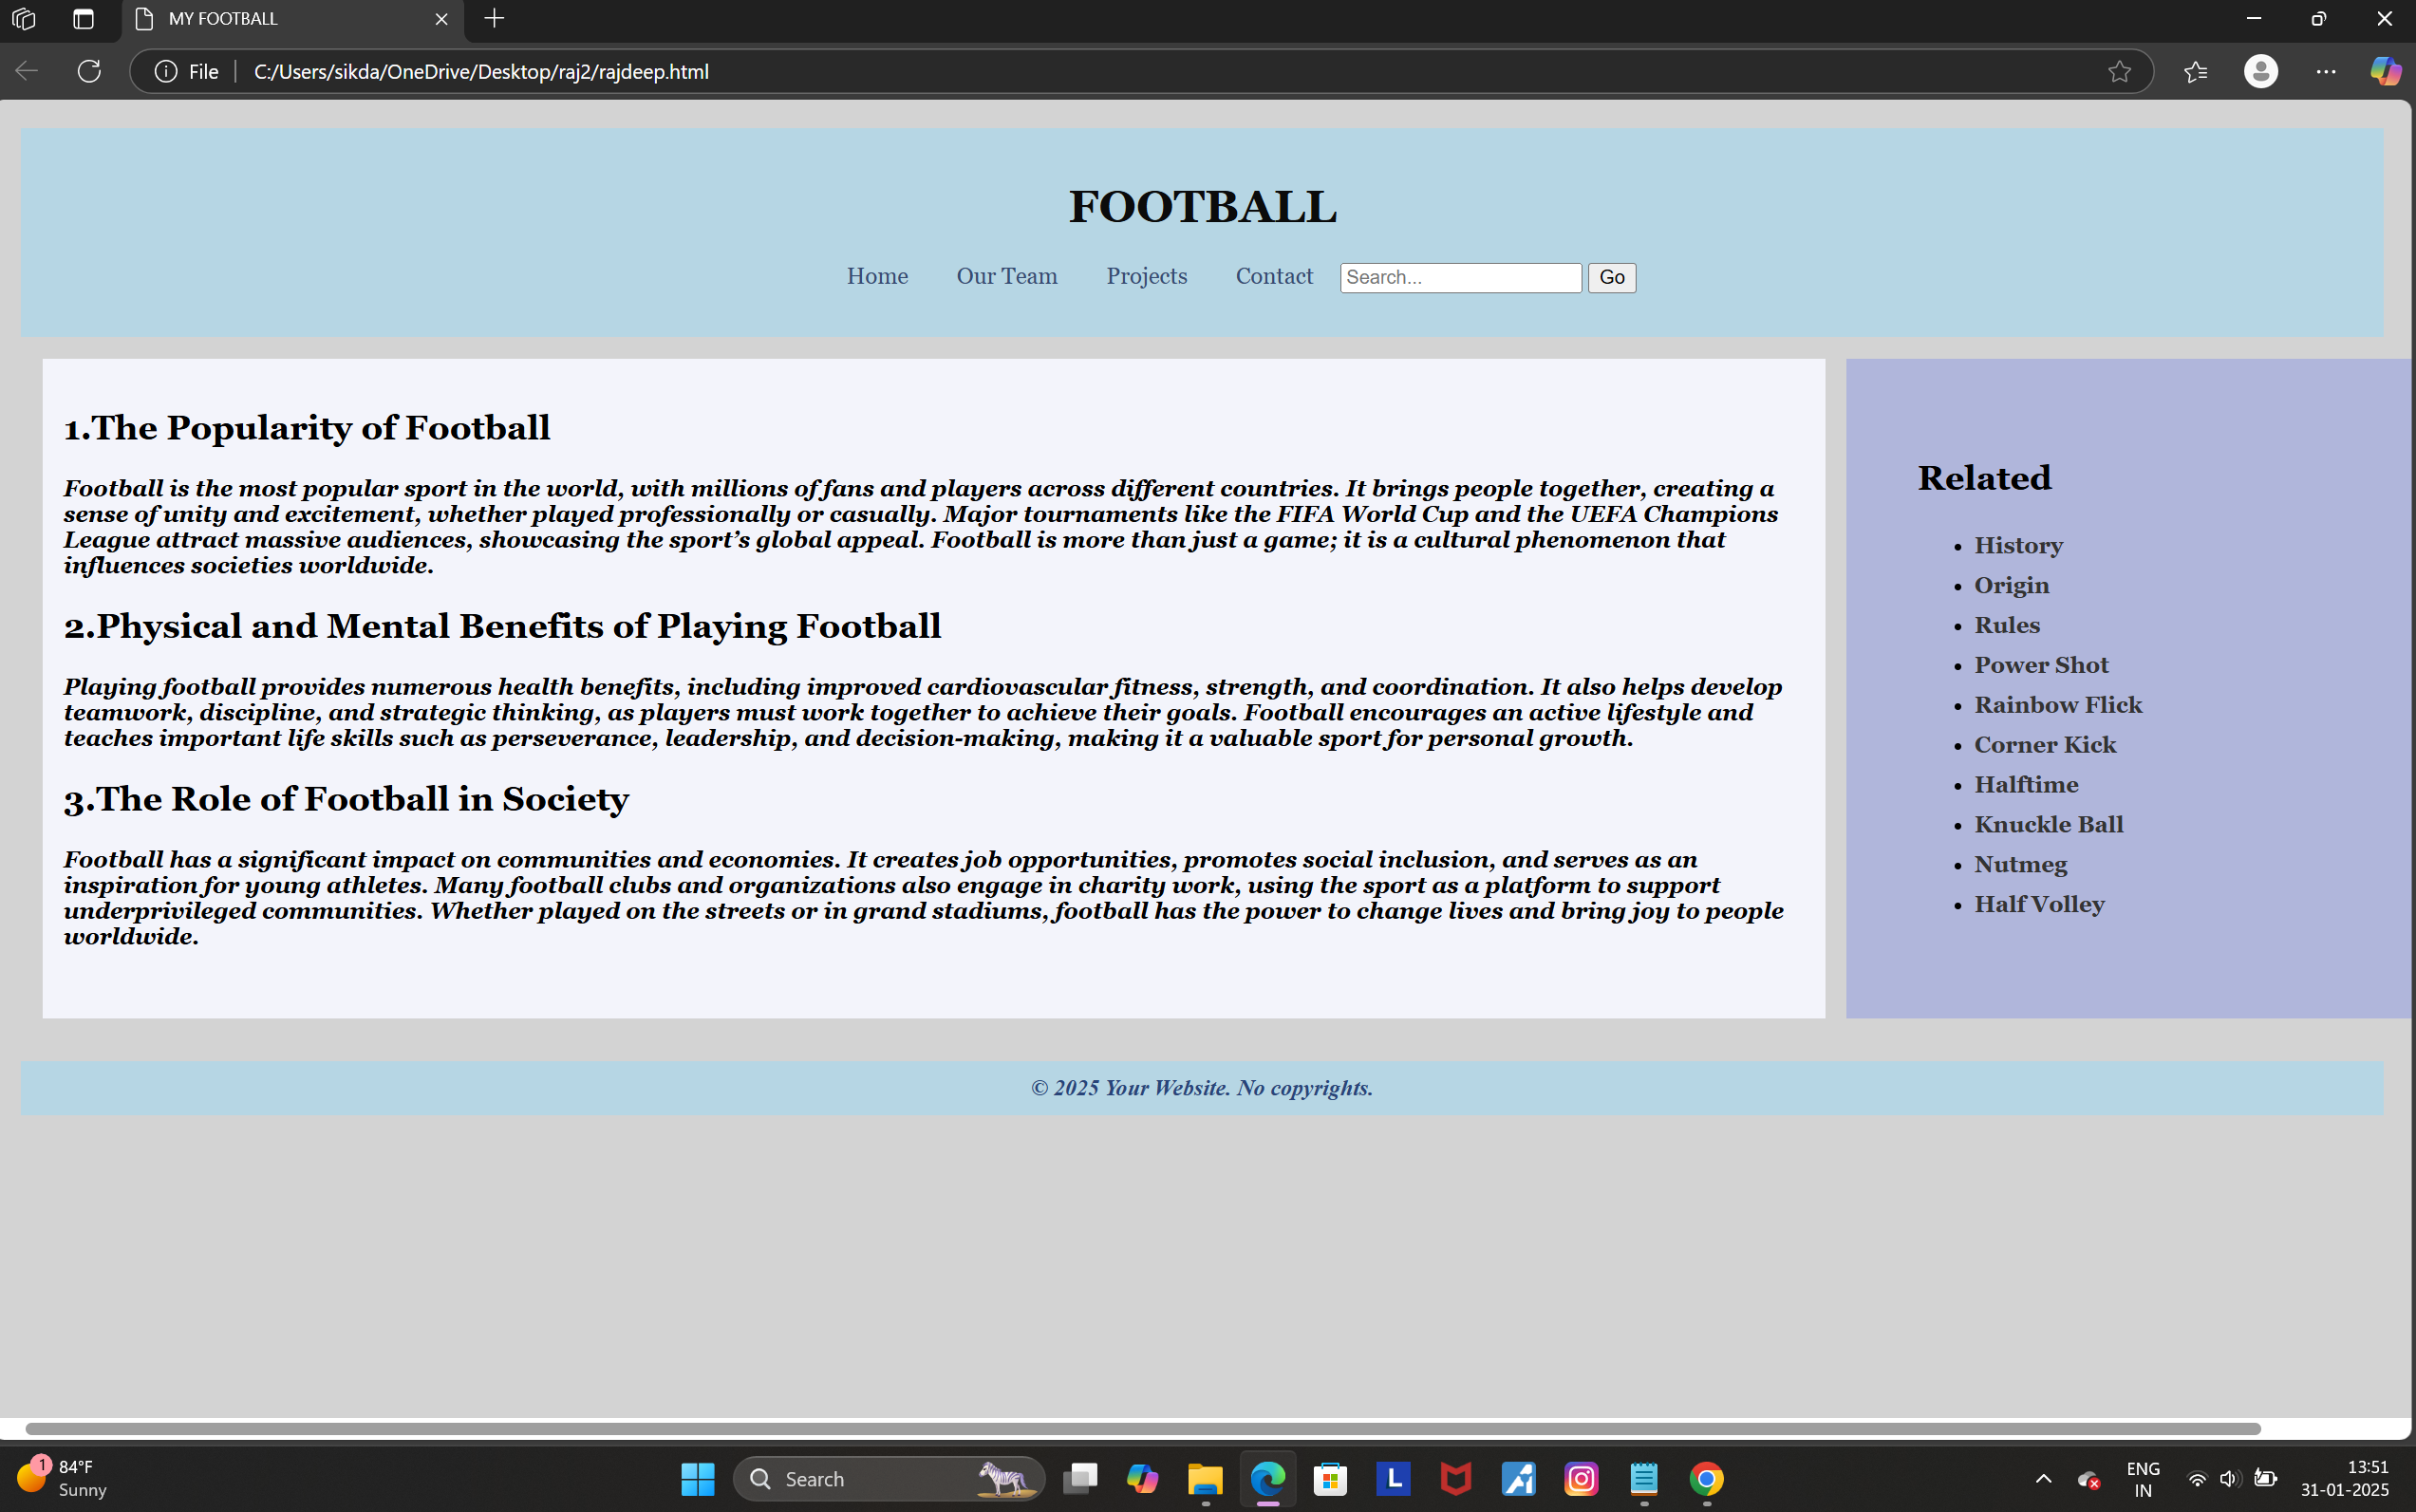 MY FOOTBALL
File
C:/Users/sikda/OneDrive/Desktop/raj2/rajdeep.html
FOOTBALL
Home Our Team Projects Contact Search... Go
1.The Popularity of Football
Football is the most popular sport in the world, with millions of fans and players across different countries. It brings people together, creating a
sense of unity and excitement, whether played professionally or casually. Major tournaments like the FIFA World Cup and the UEFA Champions
League attract massive audiences, showcasing the sport’s global appeal. Football is more than just a game; it is a cultural phenomenon that
influences societies worldwide.
2.Physical and Mental Benefits of Playing Football
Playing football provides numerous health benefits, including improved cardiovascular fitness, strength, and coordination. It also helps develop
teamwork, discipline, and strategic thinking, as players must work together to achieve their goals. Football encourages an active lifestyle and
teaches important life skills such as perseverance, leadership, and decision-making, making it a valuable sport for personal growth.
3.The Role of Football in Society
Football has a significant impact on communities and economies. It creates job opportunities, promotes social inclusion, and serves as an
inspiration for young athletes. Many football clubs and organizations also engage in charity work, using the sport as a platform to support
underprivileged communities. Whether played on the streets or in grand stadiums, football has the power to change lives and bring joy to people
worldwide.
Related
• History
• Origin
• Rules
• Power Shot
• Rainbow Flick
• Corner Kick
• Halftime
• Knuckle Ball
• Nutmeg
• Half Volley
© 2025 Your Website. No copyrights.
1
84°F
Sunny
Search
L
ENG
IN
13:51
31-01-2025